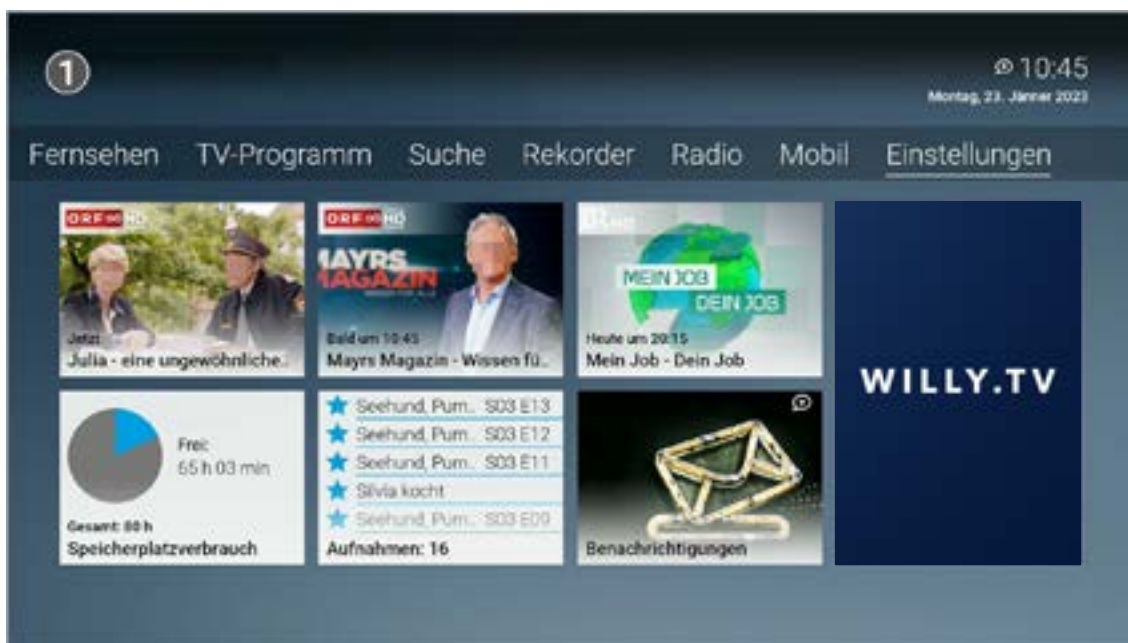 1
10:45
Montag, 23. Jänner 2023
Fernsehen TV-Programm Suche Rekorder Radio Mobil Einstellungen
ORF HD
Jetzt
Julia - eine ungewöhnliche..
ORF HD
MAYRS
MAGAZIN
Bald um 10:45
Mayrs Magazin - Wissen fü..
MEIN JOB
DEIN JOB
Heute um 20:15
Mein Job - Dein Job
WILLY.TV
Frei:
65 h 03 min
Gesamt: 80 h
Speicherplatzverbrauch
Seehund, Pum.. S03 E13
Seehund, Pum.. S03 E12
Seehund, Pum.. S03 E11
Silvia kocht
Seehund, Pum.. S03 E09
Aufnahmen: 16
Benachrichtigungen